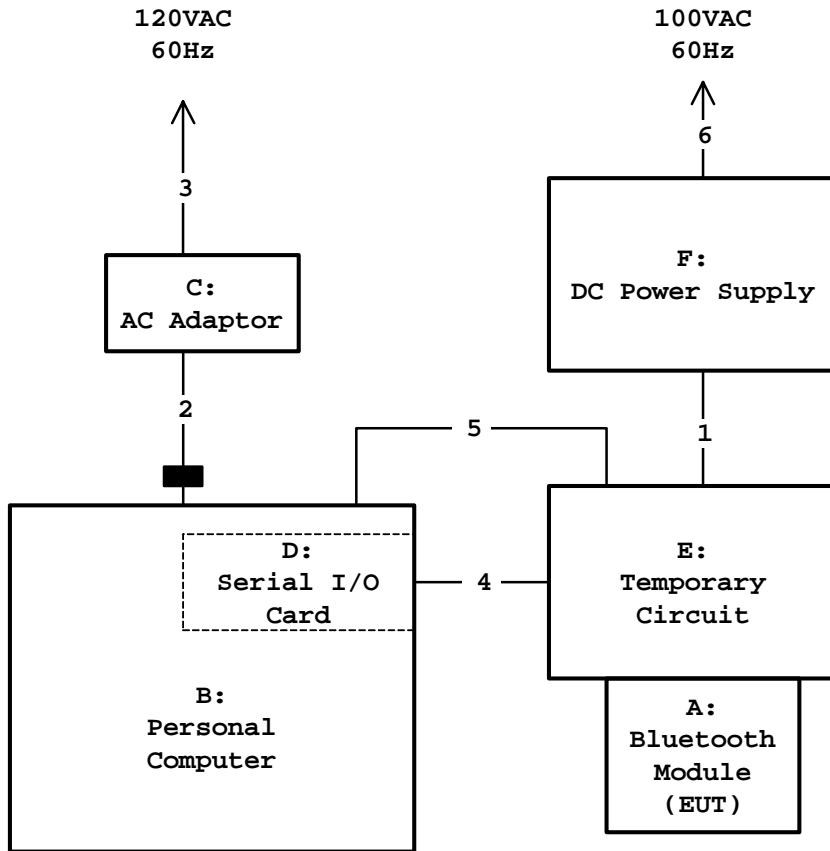 120VAC
60Hz
100VAC
60Hz
6
3
F:
DC Power Supply
C:
AC Adaptor
2
5
1
D:
Serial I/O
Card
4
E:
Temporary
Circuit
B:
Personal
Computer
A:
Bluetooth
Module
(EUT)